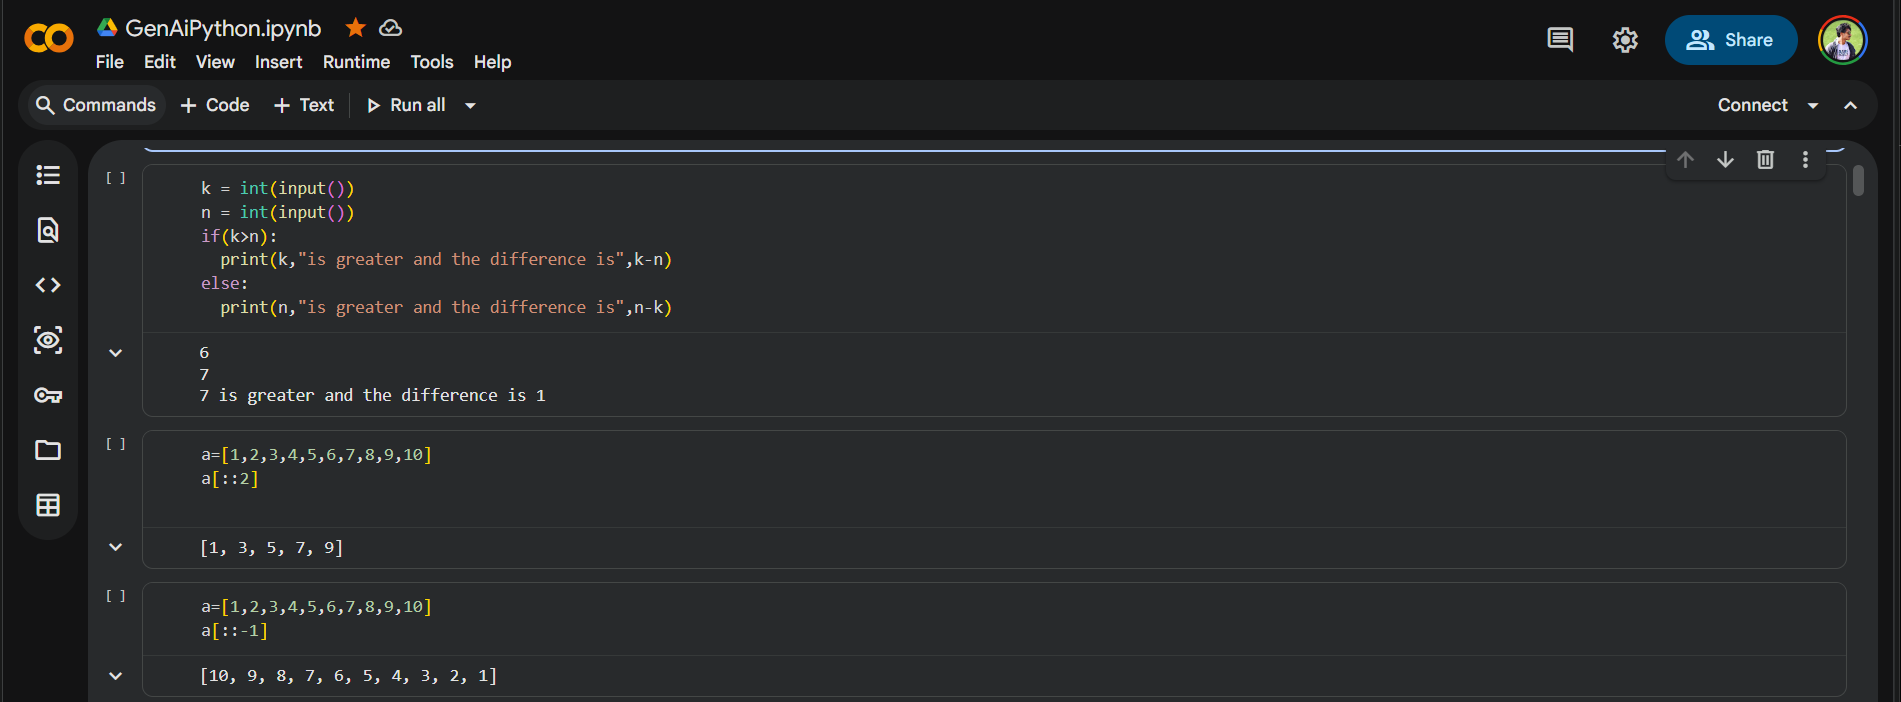 GenAiPython.ipynb
File Edit View Insert Runtime Tools Help
Share
Commands + Code + Text Run all
Connect
[ ]
k = int(input())
n = int(input())
if(k>n):
  print(k,"is greater and the difference is",k-n)
else:
  print(n,"is greater and the difference is",n-k)
6
7
7 is greater and the difference is 1
[ ]
a=[1,2,3,4,5,6,7,8,9,10]
a[::2]
[1, 3, 5, 7, 9]
[ ]
a=[1,2,3,4,5,6,7,8,9,10]
a[::-1]
[10, 9, 8, 7, 6, 5, 4, 3, 2, 1]